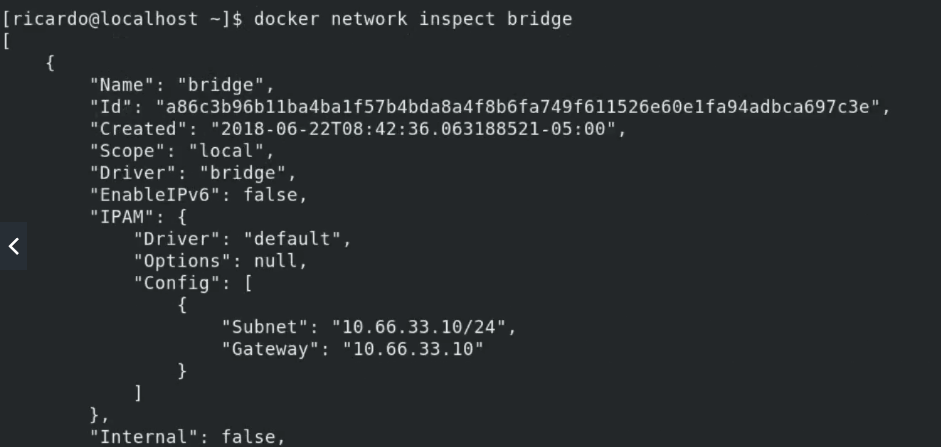 [ricardo@localhost ~]$ docker network inspect bridge
[
    {
        "Name": "bridge",
        "Id": "a86c3b96b11ba4ba1f57b4bda8a4f8b6fa749f611526e60e1fa94adbca697c3e",
        "Created": "2018-06-22T08:42:36.063188521-05:00",
        "Scope": "local",
        "Driver": "bridge",
        "EnableIPv6": false,
        "IPAM": {
            "Driver": "default",
            "Options": null,
            "Config": [
                {
                    "Subnet": "10.66.33.10/24",
                    "Gateway": "10.66.33.10"
                }
            ]
        },
        "Internal": false,